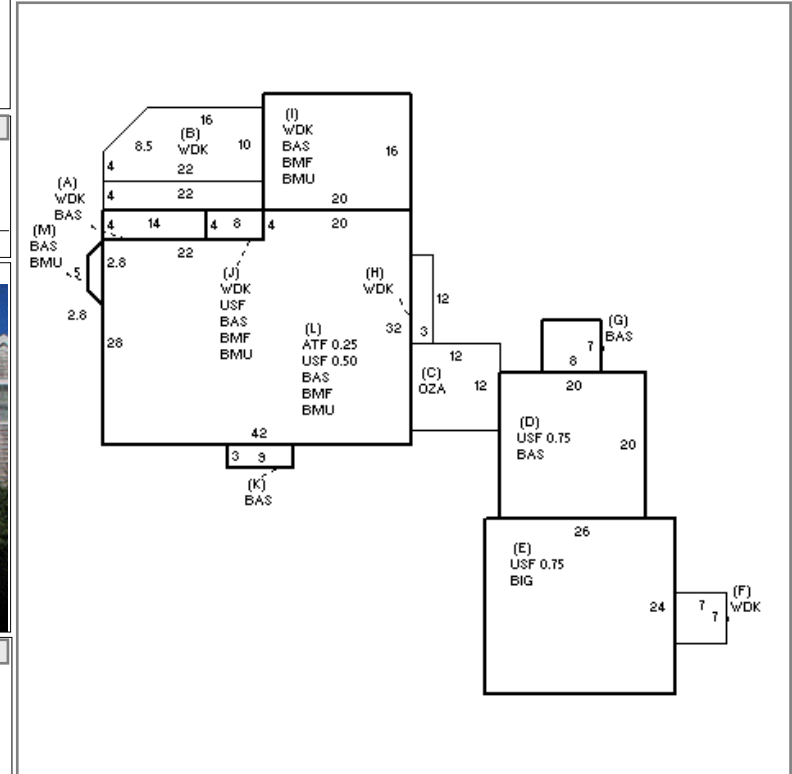 16
(B)
WDK
8.5
10
4
22
(I)
WDK
BAS
BMF
BMU
16
20
(A)
WDK
BAS
4
22
(M)
BAS
BMU
4
14
4
8
4
20
5
2.8
22
2.8
28
(J)
WDK
USF
BAS
BMF
BMU
(H)
WDK
12
3
32
(L)
ATF 0.25
USF 0.50
BAS
BMF
BMU
42
3
9
(K)
BAS
12
(C)
OZA
12
(G)
BAS
7
8
20
(D)
USF 0.75
BAS
20
26
(E)
USF 0.75
BIG
24
7
7
(F)
WDK